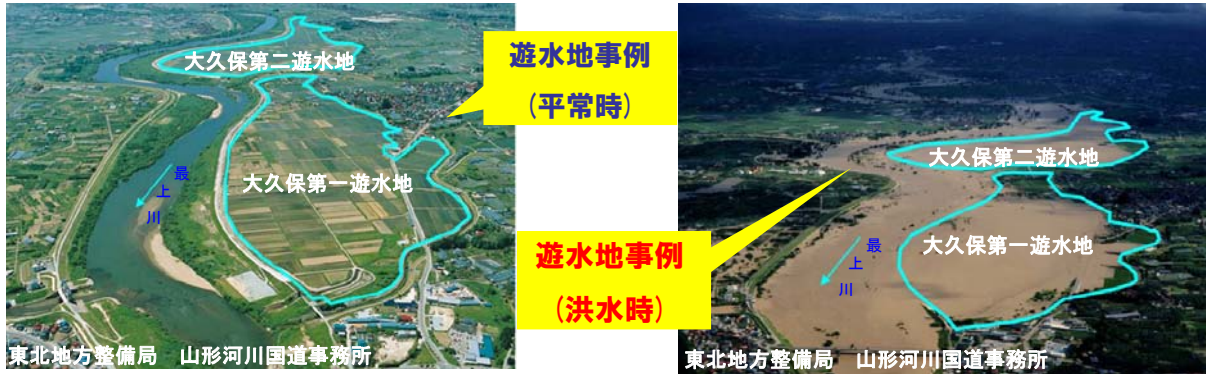 大久保第二遊水地
大久保第一遊水地
最上川
東北地方整備局　山形河川国道事務所
遊水地事例
(平常時)
遊水地事例
(洪水時)
大久保第二遊水地
大久保第一遊水地
最上川
東北地方整備局　山形河川国道事務所